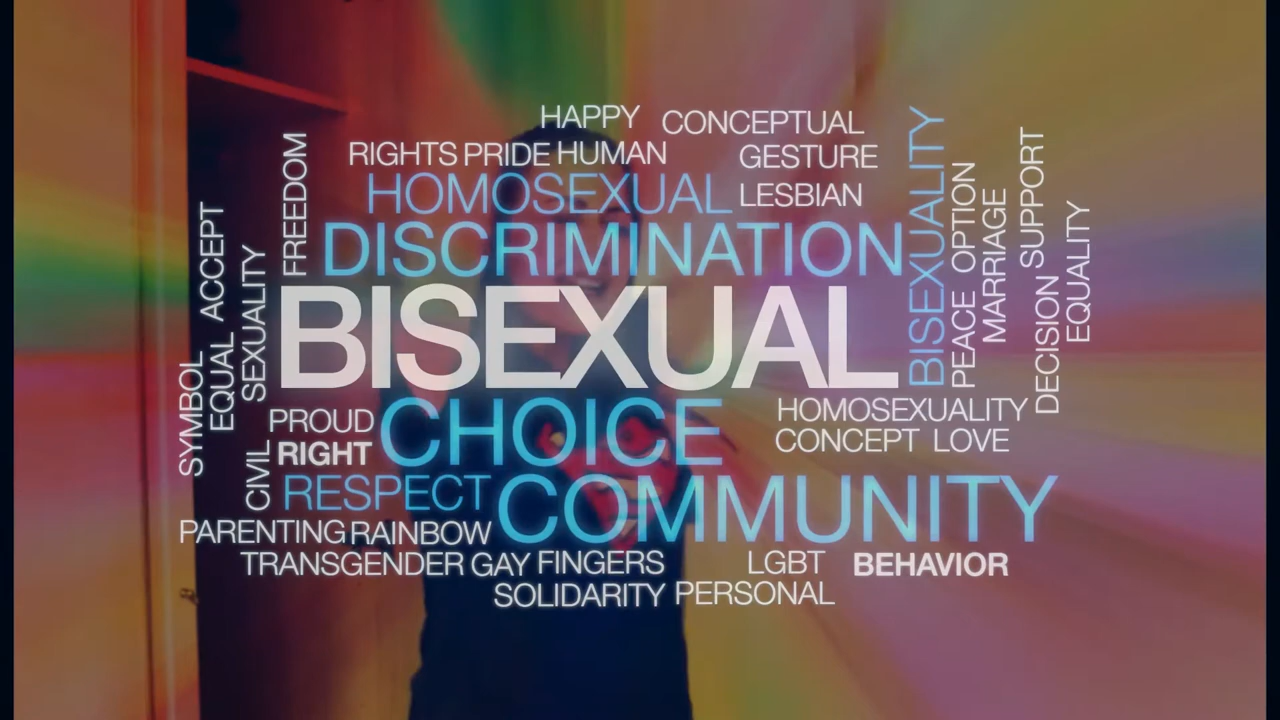 HAPPY
CONCEPTUAL
RIGHTS PRIDE HUMAN
GESTURE
HOMOSEXUAL
LESBIAN
DISCRIMINATION
BISEXUAL
FREEDOM
ACCEPT
SEXUALITY
EQUAL
SYMBOL
BISEXUALITY
OPTION
PEACE
MARRIAGE
SUPPORT
DECISION
EQUALITY
PROUD
CHOICE
HOMOSEXUALITY
RIGHT
CONCEPT LOVE
CIVIL
RESPECT
COMMUNITY
PARENTING RAINBOW
TRANSGENDER GAY FINGERS
LGBT
BEHAVIOR
SOLIDARITY PERSONAL